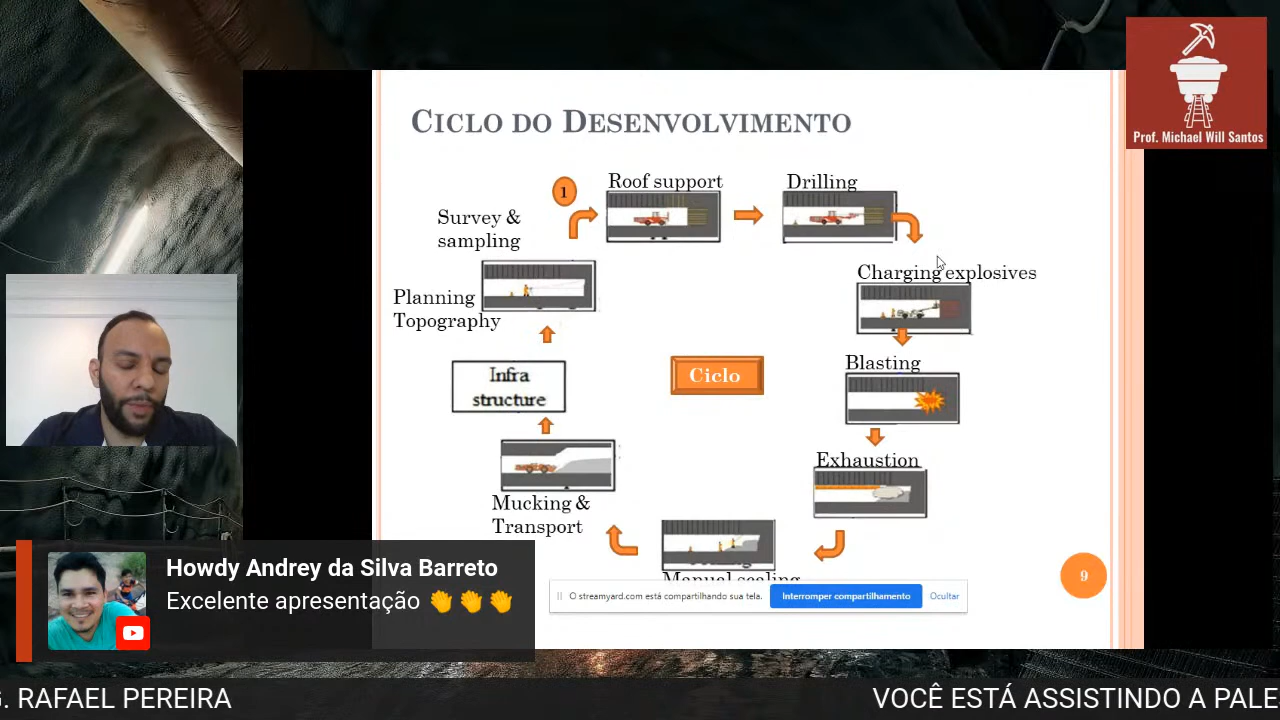 Prof. Michael Will Santos
CICLO DO DESENVOLVIMENTO
1
Roof support
Drilling
Survey &
sampling
Charging explosives
Planning
Topography
Blasting
Infra
structure
Ciclo
Exhaustion
Mucking &
Transport
Manual scaling
9
O streamyard.com está compartilhando sua tela.
Interromper compartilhamento
Ocultar
Howdy Andrey da Silva Barreto
Excelente apresentação 👏👏👏
G. RAFAEL PEREIRA
VOCÊ ESTÁ ASSISTINDO A PALE